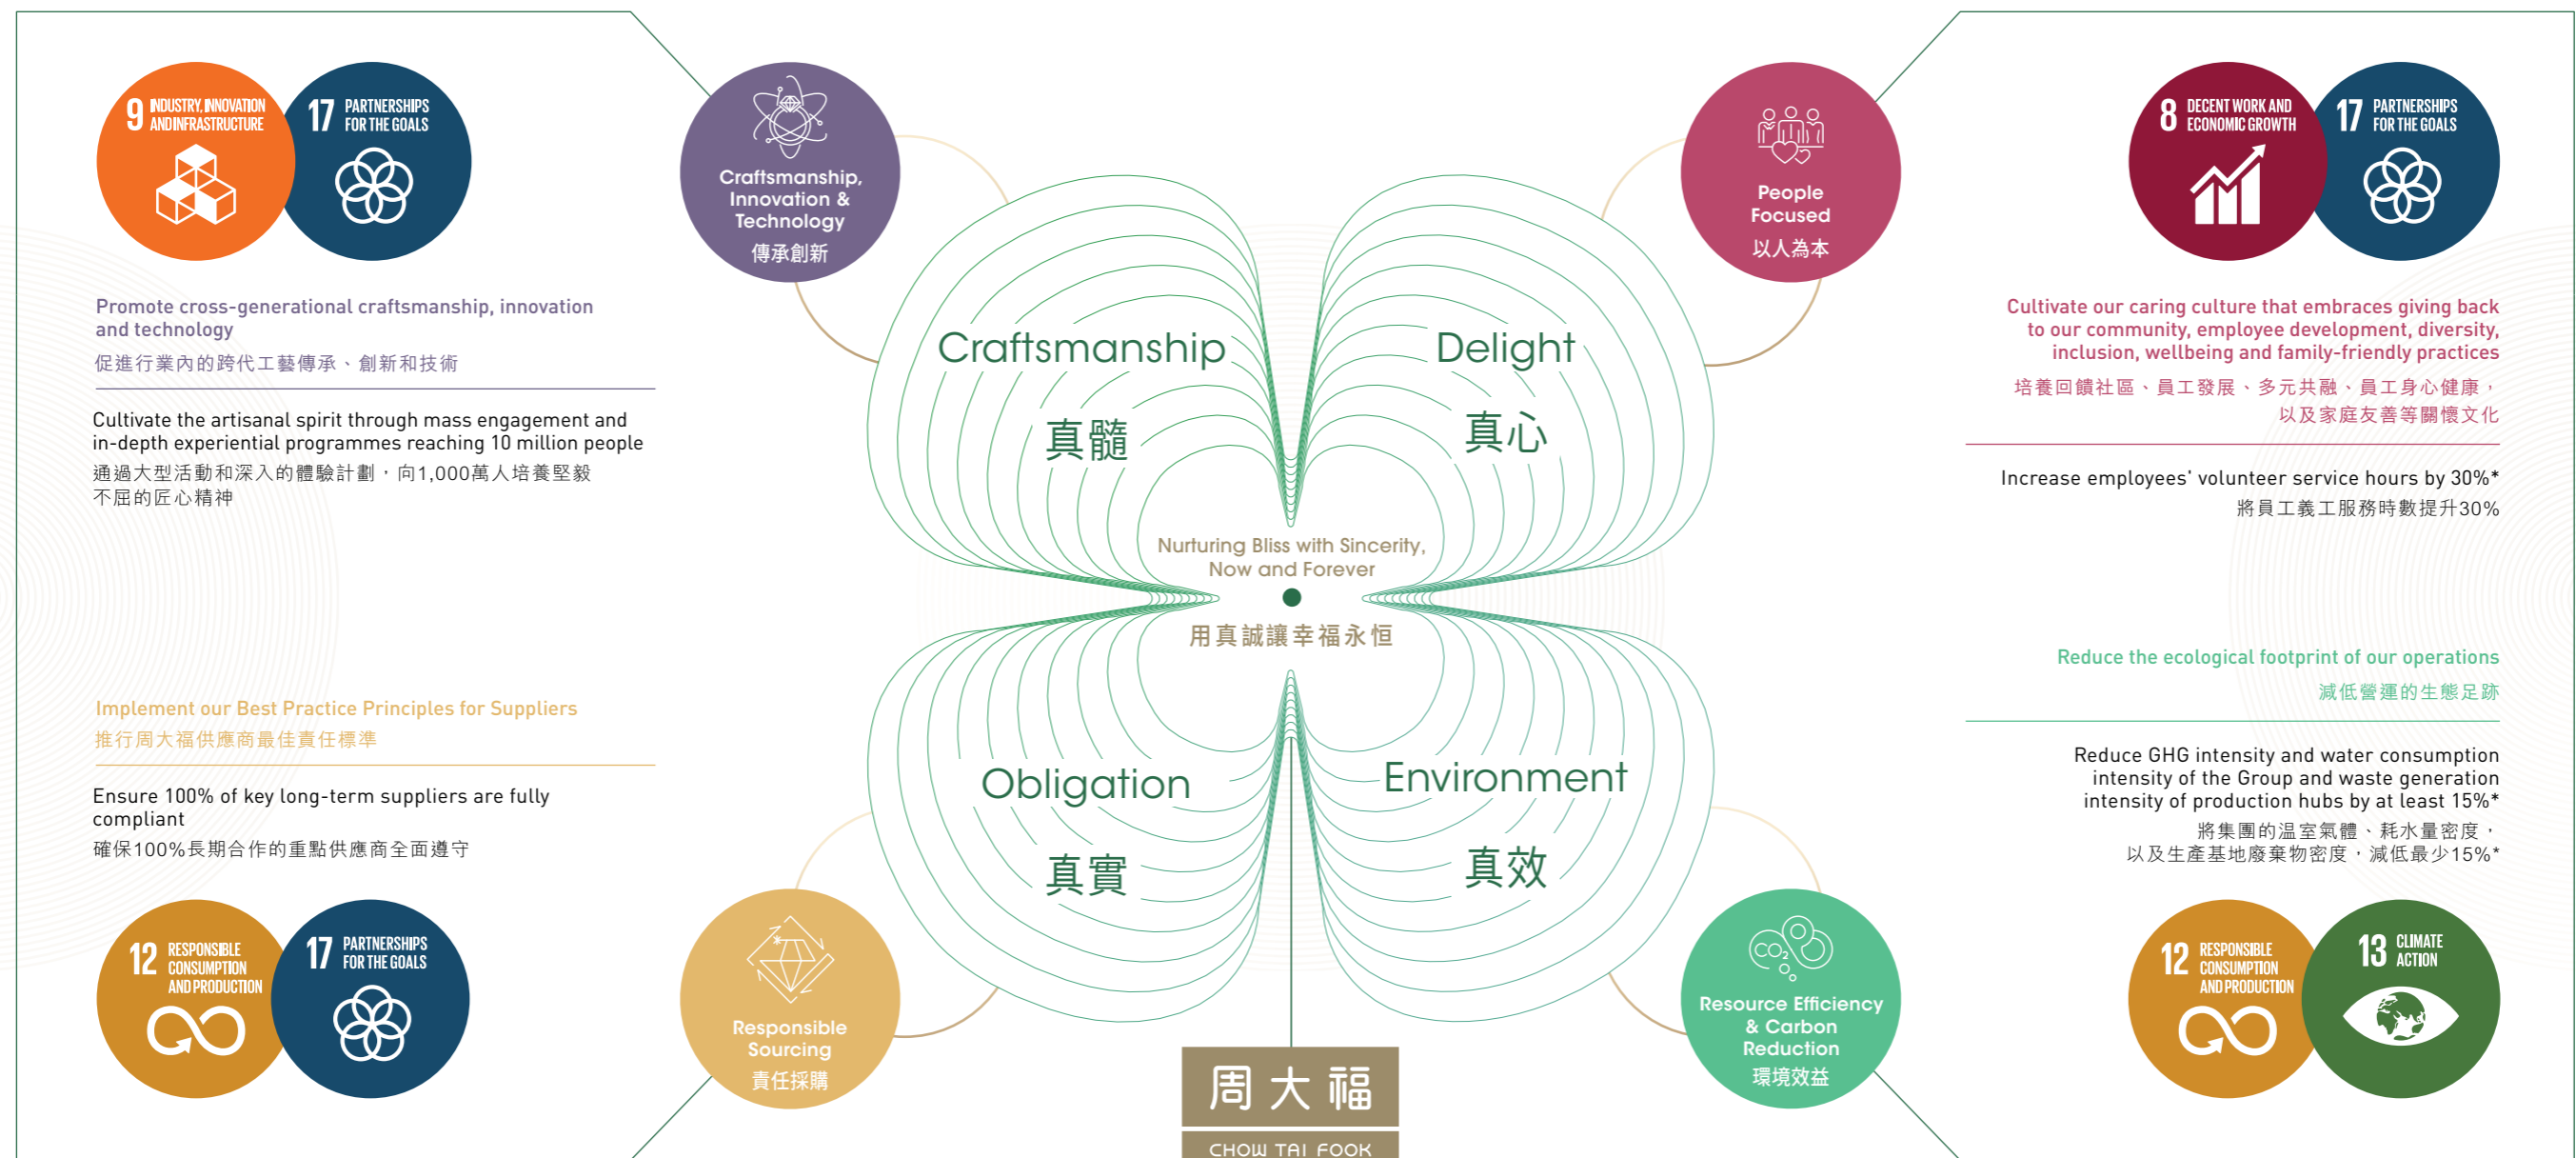 9 INDUSTRY, INNOVATION
AND INFRASTRUCTURE
17 PARTNERSHIPS
FOR THE GOALS
Promote cross-generational craftsmanship, innovation
and technology
促進行業內的跨代工藝傳承、創新和技術
Cultivate the artisanal spirit through mass engagement and
in-depth experiential programmes reaching 10 million people
通過大型活動和深入的體驗計劃，向1,000萬人培養堅毅
不屈的匠心精神
Implement our Best Practice Principles for Suppliers
推行周大福供應商最佳責任標準
Ensure 100% of key long-term suppliers are fully
compliant
確保100%長期合作的重點供應商全面遵守
12 RESPONSIBLE
CONSUMPTION
AND PRODUCTION
17 PARTNERSHIPS
FOR THE GOALS
Craftsmanship,
Innovation &
Technology
傳承創新
People
Focused
以人為本
Craftsmanship
真髓
Delight
真心
Nurturing Bliss with Sincerity,
Now and Forever
用真誠讓幸福永恒
Obligation
真實
Environment
真效
Responsible
Sourcing
責任採購
CO₂
Resource Efficiency
& Carbon
Reduction
環境效益
周大福
CHOW TAI FOOK
8 DECENT WORK AND
ECONOMIC GROWTH
17 PARTNERSHIPS
FOR THE GOALS
Cultivate our caring culture that embraces giving back
to our community, employee development, diversity,
inclusion, wellbeing and family-friendly practices
培養回饋社區、員工發展、多元共融、員工身心健康，
以及家庭友善等關懷文化
Increase employees' volunteer service hours by 30%*
將員工義工服務時數提升30%
Reduce the ecological footprint of our operations
減低營運的生態足跡
Reduce GHG intensity and water consumption
intensity of the Group and waste generation
intensity of production hubs by at least 15%*
將集團的温室氣體、耗水量密度，
以及生產基地廢棄物密度，減低最少15%*
12 RESPONSIBLE
CONSUMPTION
AND PRODUCTION
13 CLIMATE
ACTION